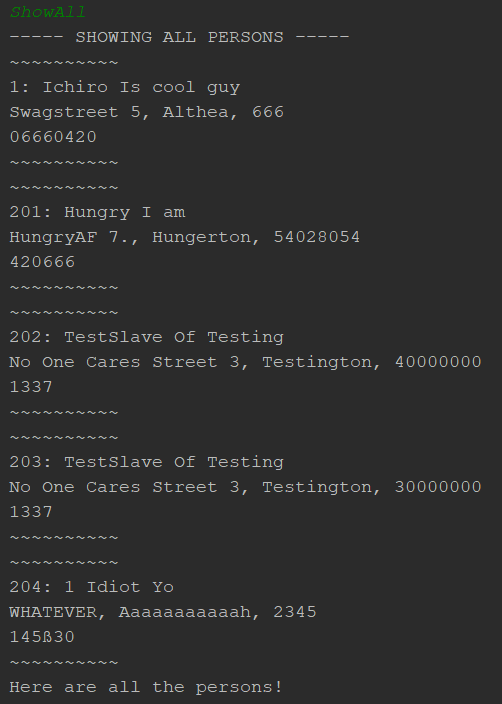 ShowAll
----- SHOWING ALL PERSONS -----
~~~~~~~~~~
1: Ichiro Is cool guy
Swagstreet 5, Althea, 666
06660420
~~~~~~~~~~
~~~~~~~~~~
201: Hungry I am
HungryAF 7., Hungerton, 54028054
420666
~~~~~~~~~~
~~~~~~~~~~
202: TestSlave Of Testing
No One Cares Street 3, Testington, 40000000
1337
~~~~~~~~~~
~~~~~~~~~~
203: TestSlave Of Testing
No One Cares Street 3, Testington, 30000000
1337
~~~~~~~~~~
~~~~~~~~~~
204: 1 Idiot Yo
WHATEVER, Aaaaaaaaaaah, 2345
145ß30
~~~~~~~~~~
Here are all the persons!